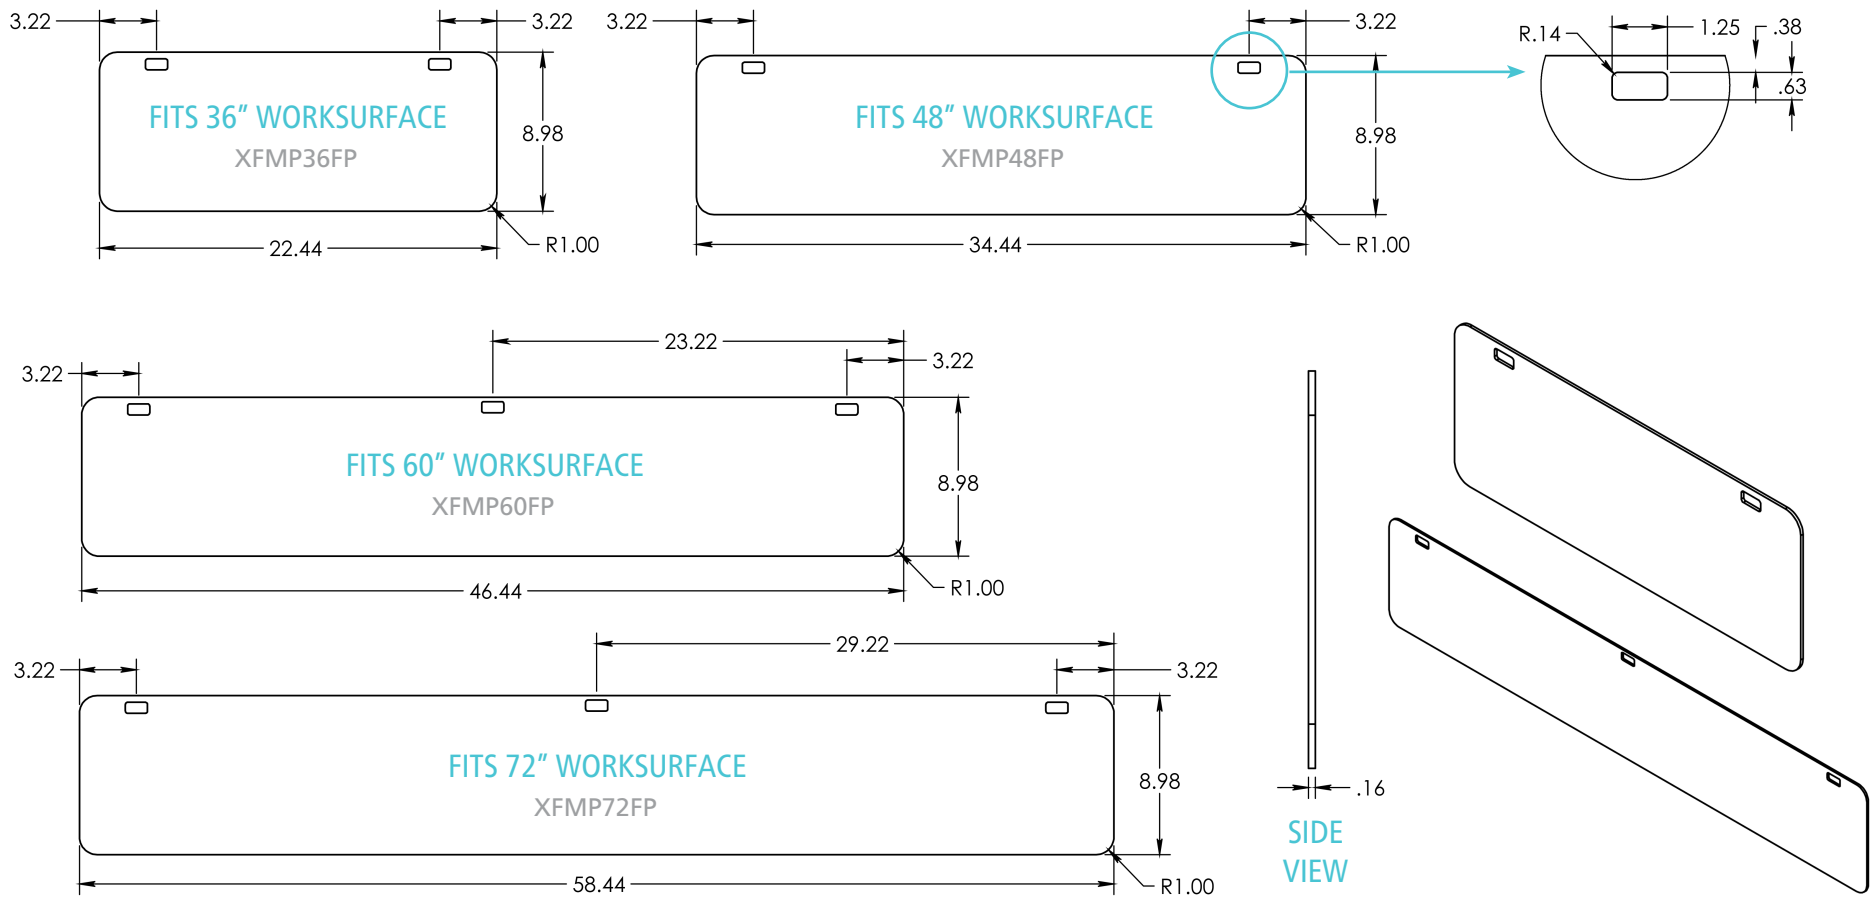 3.22
3.22
FITS 36" WORKSURFACE
XFMP36FP
8.98
22.44
R1.00
3.22
3.22
FITS 48" WORKSURFACE
XFMP48FP
8.98
34.44
R1.00
R.14
1.25
.38
.63
23.22
3.22
3.22
FITS 60" WORKSURFACE
XFMP60FP
8.98
46.44
R1.00
29.22
3.22
3.22
FITS 72" WORKSURFACE
XFMP72FP
8.98
58.44
R1.00
.16
SIDE
VIEW